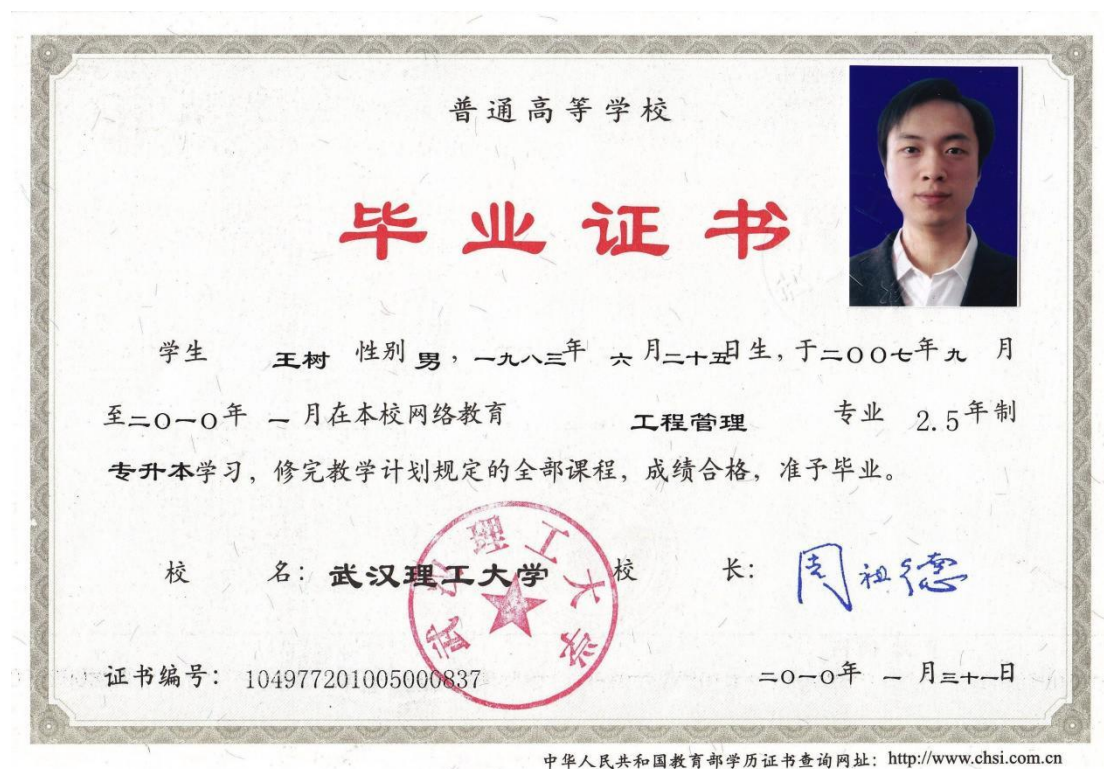 普通高等学校
毕业证书
学生 王树 性别 男，一九八三年 六 月二十五日生，于二〇〇七年九 月
至二〇一〇年 一 月在本校网络教育 工程管理 专业 2.5年制
专升本学习，修完教学计划规定的全部课程，成绩合格，准予毕业。
校 名：武汉理工大学 校 长：周祖德
武汉理工大学
证书编号：104977201005000837 二〇一〇年 一 月三十一日
中华人民共和国教育部学历证书查询网址：http://www.chsi.com.cn